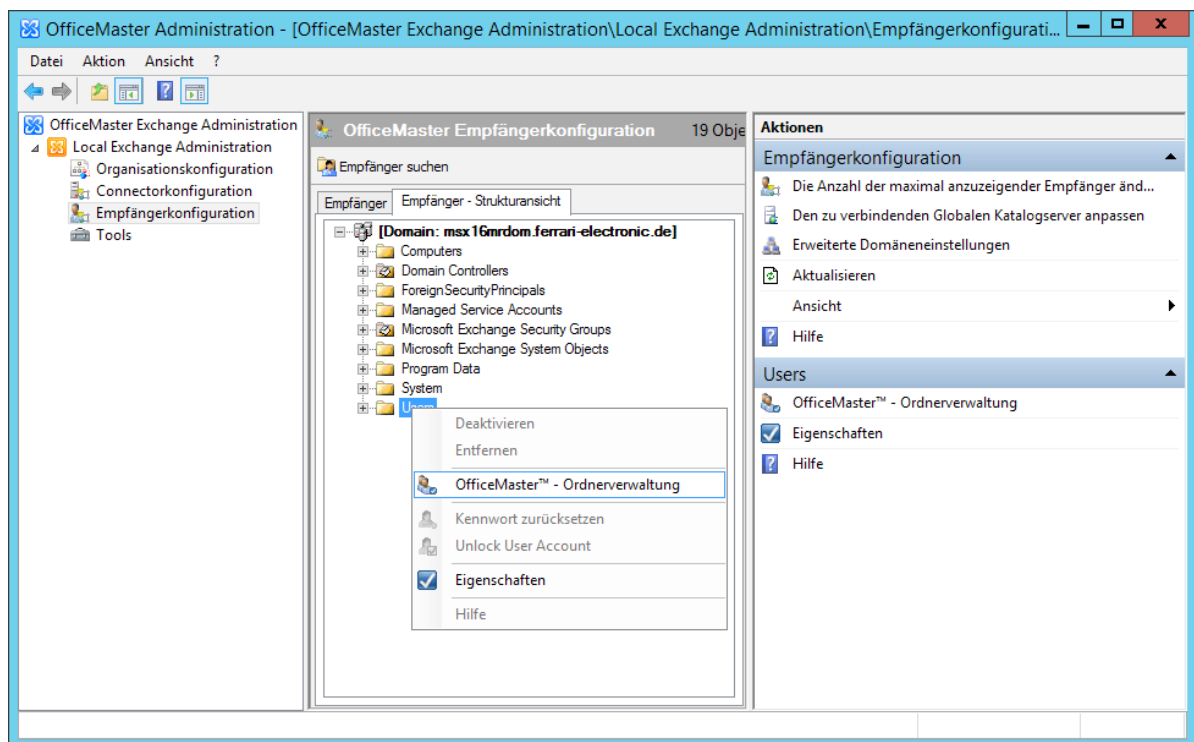 OfficeMaster Administration - [OfficeMaster Exchange Administration\Local Exchange Administration\Empfängerkonfigurati...
Datei Aktion Ansicht ?
OfficeMaster Exchange Administration
Local Exchange Administration
Organisationskonfiguration
Connectorkonfiguration
Empfängerkonfiguration
Tools
OfficeMaster Empfängerkonfiguration 19 Obje
Empfänger suchen
Empfänger Empfänger - Strukturansicht
[Domain: msx16mrdom.ferrari-electronic.de]
Computers
Domain Controllers
ForeignSecurityPrincipals
Managed Service Accounts
Microsoft Exchange Security Groups
Microsoft Exchange System Objects
Program Data
System
Users
Deaktivieren
Entfernen
OfficeMaster™ - Ordnerverwaltung
Kennwort zurücksetzen
Unlock User Account
Eigenschaften
Hilfe
Aktionen
Empfängerkonfiguration
Die Anzahl der maximal anzuzeigender Empfänger änd...
Den zu verbindenden Globalen Katalogserver anpassen
Erweiterte Domäneneinstellungen
Aktualisieren
Ansicht
Hilfe
Users
OfficeMaster™ - Ordnerverwaltung
Eigenschaften
Hilfe